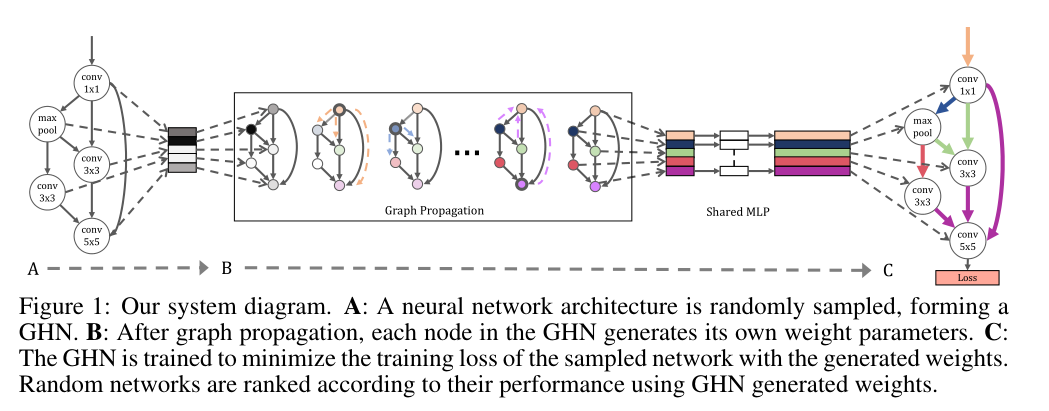 conv
1x1
max
pool
conv
3x3
conv
3x3
conv
5x5
...
Graph Propagation
Shared MLP
conv
1x1
max
pool
conv
3x3
conv
3x3
conv
5x5
Loss
A
B
C
Figure 1: Our system diagram. A: A neural network architecture is randomly sampled, forming a
GHN. B: After graph propagation, each node in the GHN generates its own weight parameters. C:
The GHN is trained to minimize the training loss of the sampled network with the generated weights.
Random networks are ranked according to their performance using GHN generated weights.